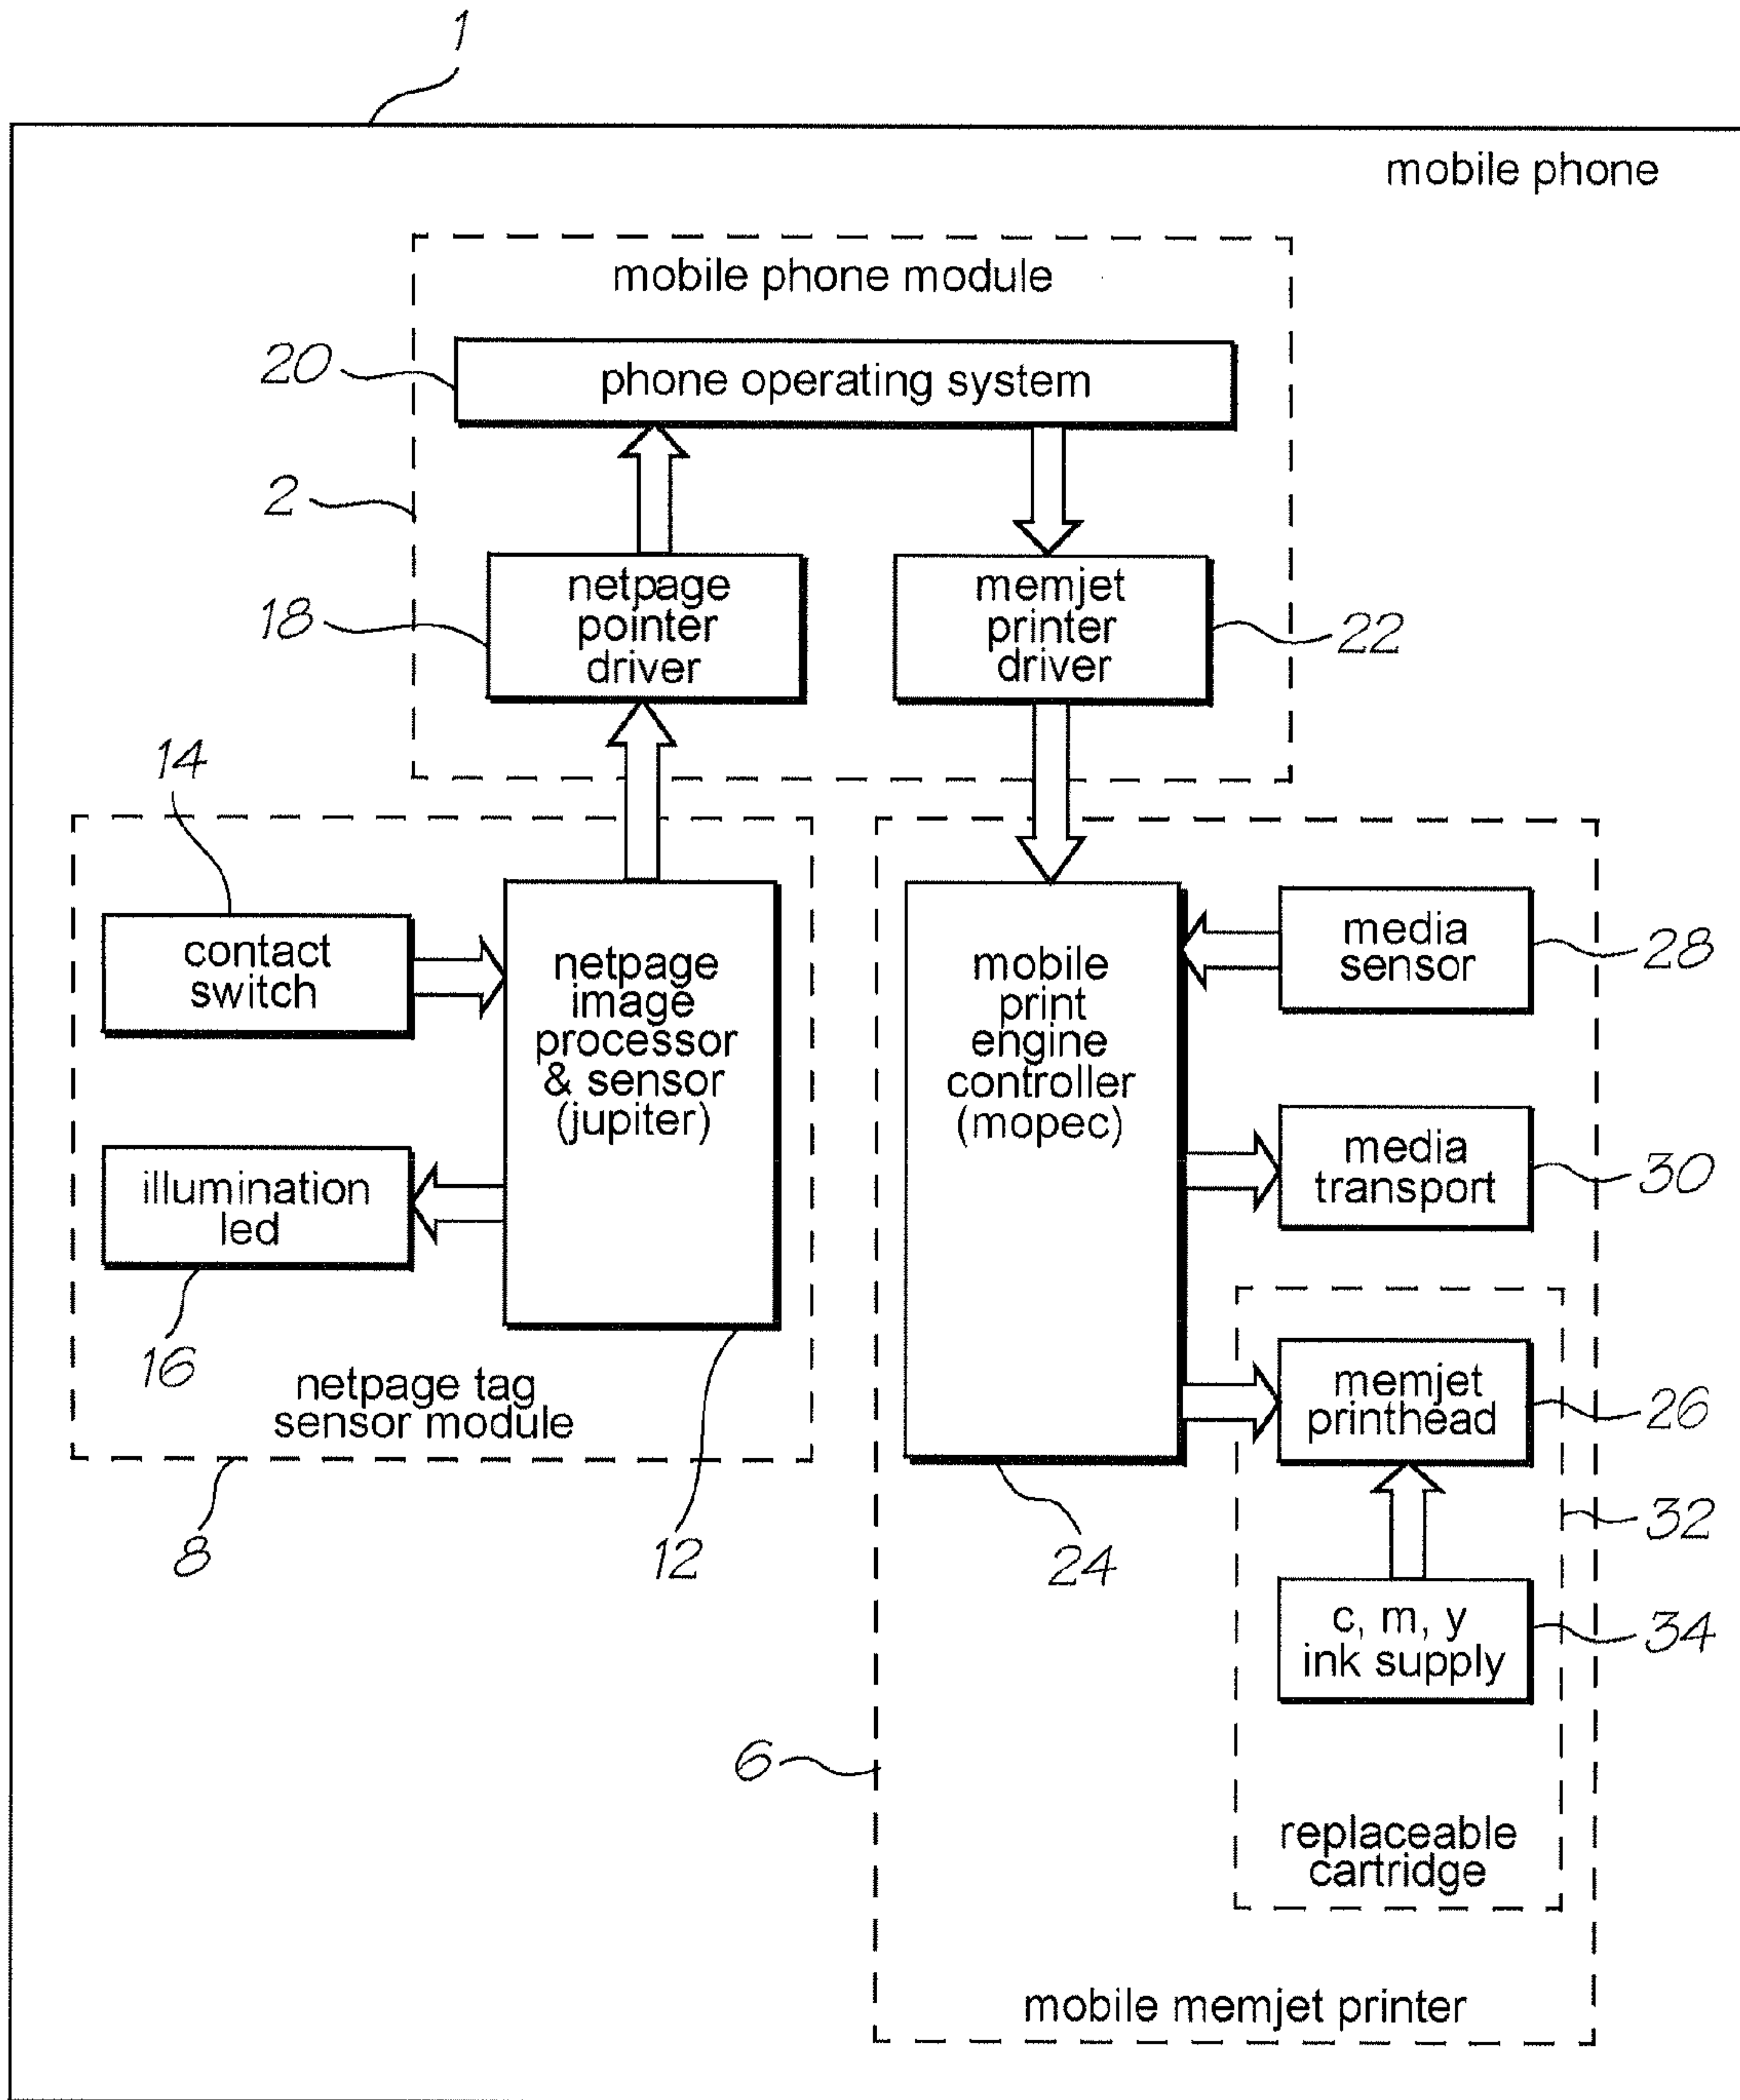 1
mobile phone
mobile phone module
20
phone operating system
2
netpage
pointer
driver
18
memjet
printer
driver
22
14
contact
switch
netpage
image
processor
& sensor
(jupiter)
illumination
led
16
netpage tag
sensor module
8
12
mobile
print
engine
controller
(mopec)
media
sensor
28
media
transport
30
memjet
printhead
26
24
32
c, m, y
ink supply
34
6
replaceable
cartridge
mobile memjet printer